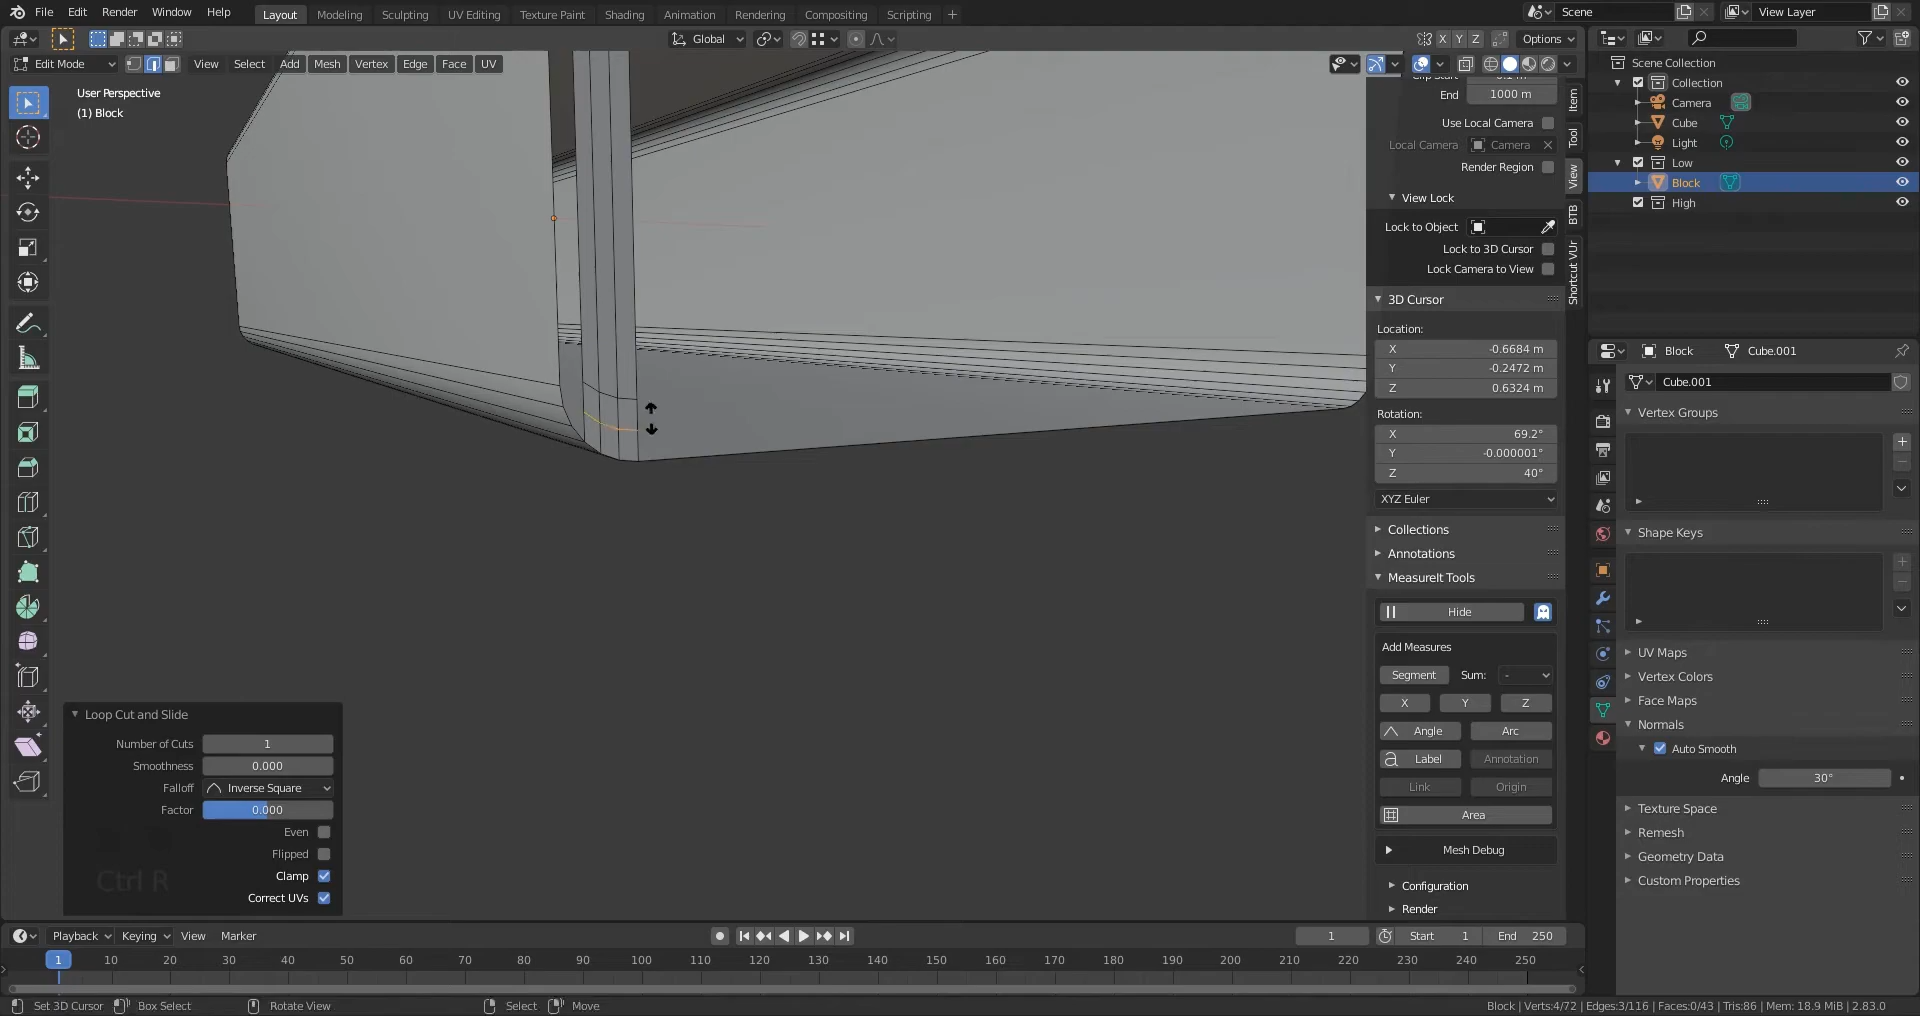 File Edit Render Window Help Layout Modeling Sculpting UV Editing Texture Paint Shading Animation Rendering Compositing Scripting + Scene View Layer
Global X Y Z Options
Edit Mode View Select Add Mesh Vertex Edge Face UV
User Perspective
(1) Block
End 1000 m
Use Local Camera
Local Camera Camera
Render Region
View Lock
Lock to Object
Lock to 3D Cursor
Lock Camera to View
3D Cursor
Location:
X -0.6684 m
Y -0.2472 m
Z 0.6324 m
Rotation:
X 69.2°
Y -0.000001°
Z 40°
XYZ Euler
Collections
Annotations
MeasureIt Tools
Hide
Add Measures
Segment Sum: -
X Y Z
Angle Arc
Label Annotation
Link Origin
Area
Mesh Debug
Configuration
Render
Item
Tool
View
BTB
Shortcut VUr
Scene Collection
Collection
Camera
Cube
Light
Low
Block
High
Block Cube.001
Cube.001
Vertex Groups
Shape Keys
UV Maps
Vertex Colors
Face Maps
Normals
Auto Smooth
Angle 30°
Texture Space
Remesh
Geometry Data
Custom Properties
Loop Cut and Slide
Number of Cuts 1
Smoothness 0.000
Falloff Inverse Square
Factor 0.000
Even
Flipped
Clamp
Correct UVs
Ctrl R
Playback Keying View Marker 1 Start 1 End 250
1 10 20 30 40 50 60 70 80 90 100 110 120 130 140 150 160 170 180 190 200 210 220 230 240 250
Set 3D Cursor Box Select Rotate View Select Move Block | Verts:4/72 | Edges:3/116 | Faces:0/43 | Tris:86 | Mem: 18.9 MiB | 2.83.0